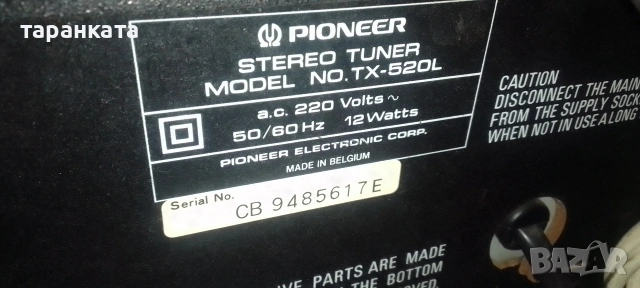 таранката
PIONEER
STEREO TUNER
MODEL NO. TX-520L
a.c. 220 Volts ~
50/60 Hz 12 Watts
PIONEER ELECTRONIC CORP.
MADE IN BELGIUM
Serial No.
CB 9485617E
CAUTION
DISCONNECT THE MAIN
FROM THE SUPPLY SOCK
WHEN NOT IN USE A LONG
VE PARTS ARE MADE
THE BOTTOM
BAZAR